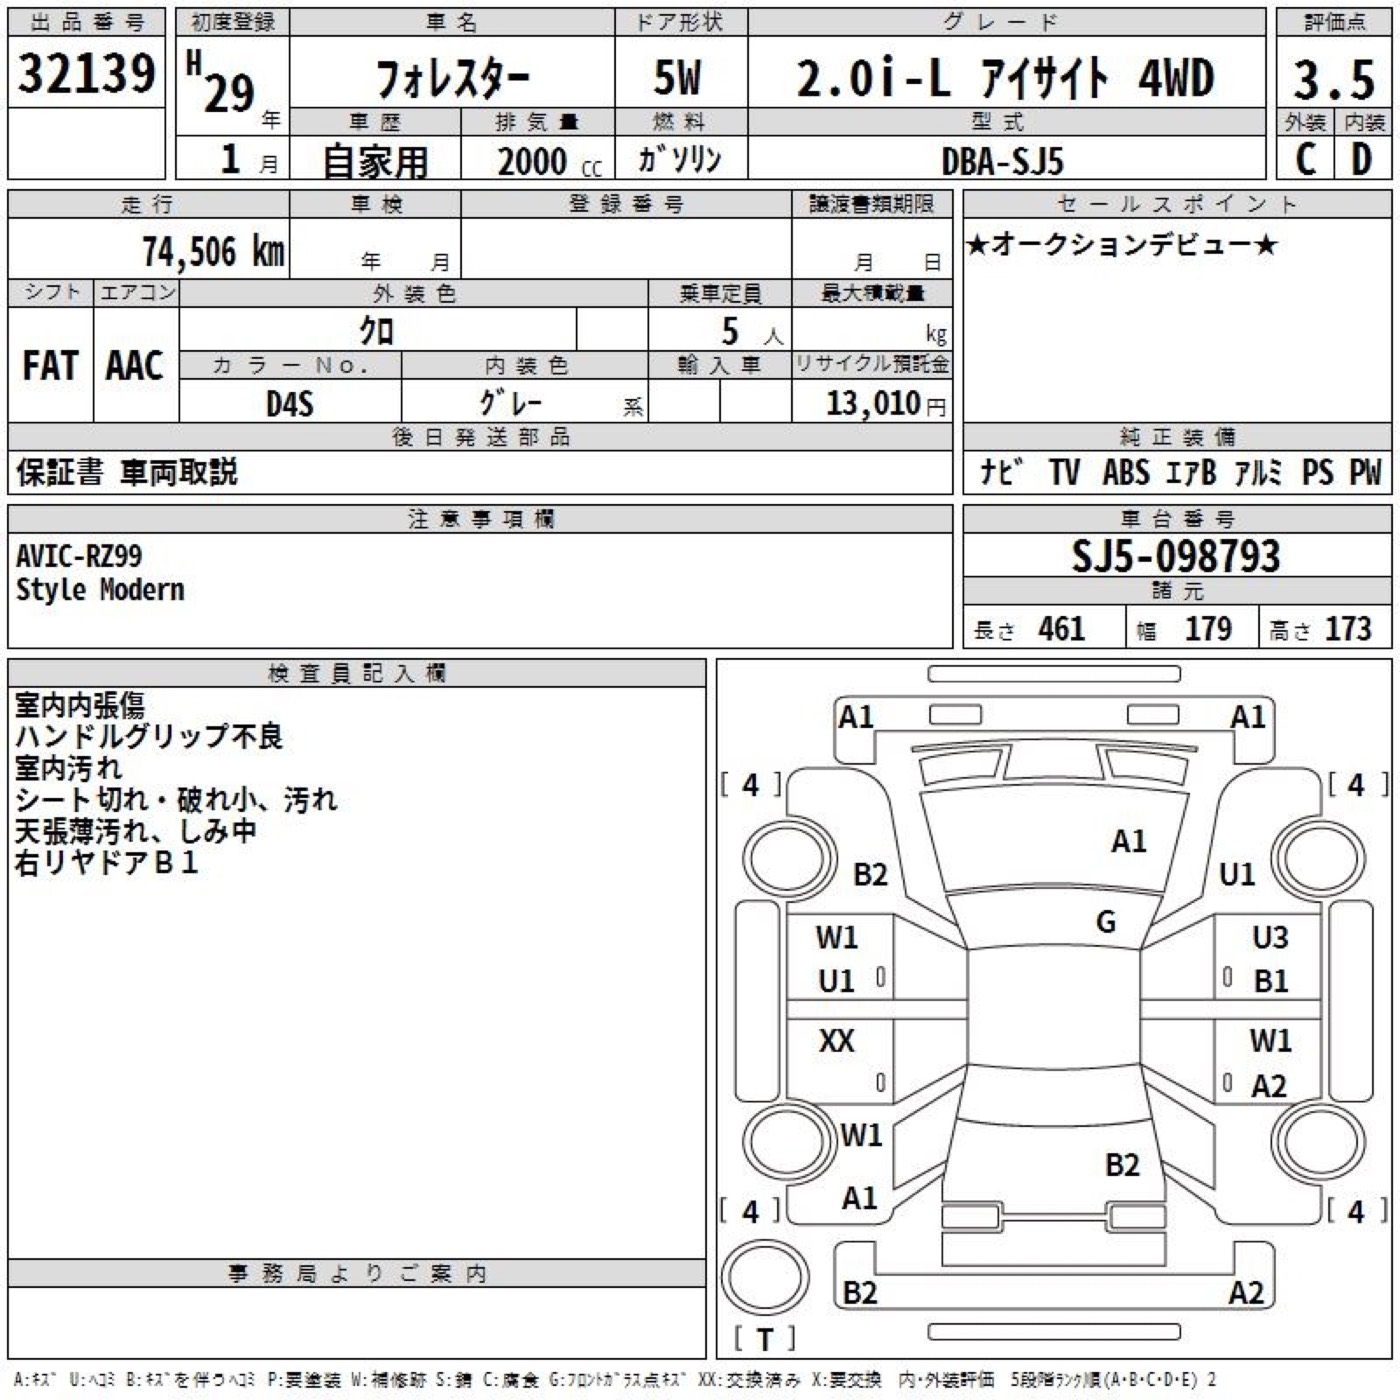 出品番号 初度登録 車名 ドア形状 グレード 評価点
32139 H29年 フォレスター 5W 2.0i-L アイサイト 4WD 3.5
車歴 排気量 燃料 型式 外装 内装
1月 自家用 2000 cc ｶﾞｿﾘﾝ DBA-SJ5 C D
走行 車検 登録番号 譲渡書類期限 セールスポイント
74,506 km 年 月 月 日 ★オークションデビュー★
シフト エアコン 外装色 乗車定員 最大積載量
FAT AAC ｸﾛ 5人 kg
カラーNo. 内装色 輸入車 リサイクル預託金
D4S ｸﾞﾚｰ 系 13,010円
後日発送部品 純正装備
保証書 車両取説 ﾅﾋﾞ TV ABS ｴｱB ｱﾙﾐ PS PW
注意事項欄 車台番号
AVIC-RZ99 SJ5-098793
Style Modern 諸元
長さ 461 幅 179 高さ 173
検査員記入欄
室内内張傷
ハンドルグリップ不良
室内汚れ
シート切れ・破れ小、汚れ
天張薄汚れ、しみ中
右リヤドアＢ１
事務局よりご案内
A1 A1
[ 4 ] [ 4 ]
A1
B2 U1
G
W1 U3
U1 B1
XX W1
A2
W1
B2
A1
[ 4 ] [ 4 ]
B2 A2
[ T ]
A:ｷｽﾞ U:ﾍｺﾐ B:ｷｽﾞを伴うﾍｺﾐ P:要塗装 W:補修跡 S:錆 C:腐食 G:ﾌﾛﾝﾄｶﾞﾗｽ点ｷｽﾞ XX:交換済み X:要交換 内･外装評価 5段階ﾗﾝｸ順(A･B･C･D･E) 2